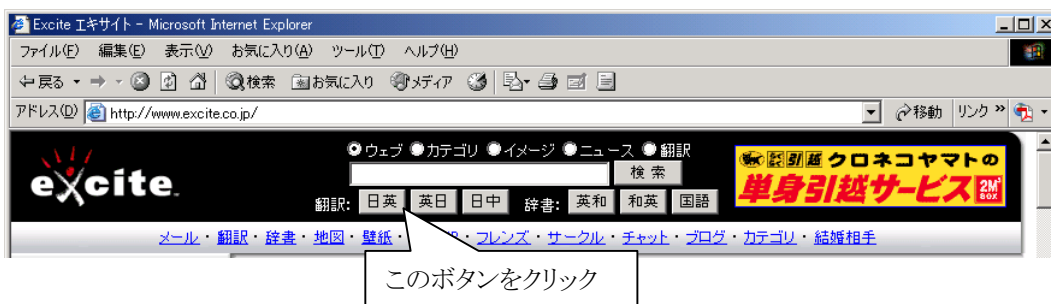 Excite エキサイト - Microsoft Internet Explorer
ファイル(F) 編集(E) 表示(V) お気に入り(A) ツール(T) ヘルプ(H)
戻る 検索 お気に入り メディア
アドレス(D) http://www.excite.co.jp/ 移動 リンク »
excite.
ウェブ カテゴリ イメージ ニュース 翻訳
検索
翻訳: 日英 英日 日中 辞書: 英和 和英 国語
引越 クロネコヤマトの
単身引越サービス 2M³ BOX
メール・翻訳・辞書・地図・壁紙・フレンズ・サークル・チャット・ブログ・カテゴリ・結婚相手
このボタンをクリック